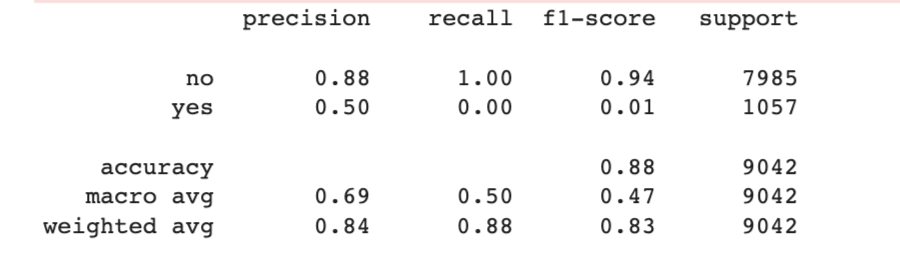 precision recall f1-score support
no 0.88 1.00 0.94 7985
yes 0.50 0.00 0.01 1057
accuracy 0.88 9042
macro avg 0.69 0.50 0.47 9042
weighted avg 0.84 0.88 0.83 9042